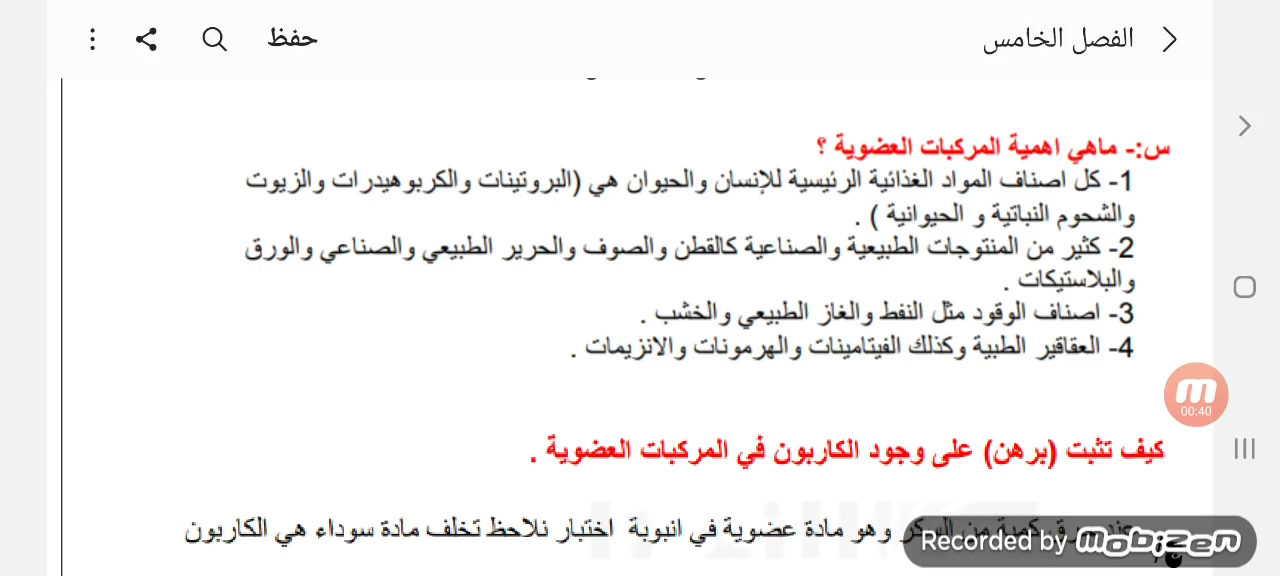 الفصل الخامس
حفظ
س:- ماهي اهمية المركبات العضوية ؟
1- كل اصناف المواد الغذائية الرئيسية للإنسان والحيوان هي (البروتينات والكربوهيدرات والزيوت
والشحوم النباتية و الحيوانية ) .
2- كثير من المنتوجات الطبيعية والصناعية كالقطن والصوف والحرير الطبيعي والصناعي والورق
والبلاستيكات .
3- اصناف الوقود مثل النفط والغاز الطبيعي والخشب .
4- العقاقير الطبية وكذلك الفيتامينات والهرمونات والانزيمات .
00:40
كيف تثبت (برهن) على وجود الكاربون في المركبات العضوية .
السكر وهو مادة عضوية في انبوبة اختبار نلاحظ تخلف مادة سوداء هي الكاربون
Recorded by mobizen